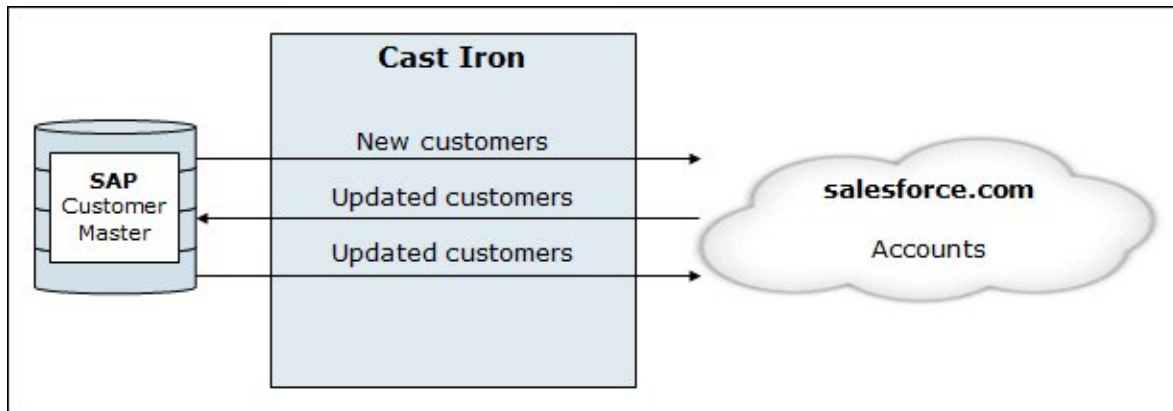 Cast Iron
New customers
SAP
Customer
Master
Updated customers
Updated customers
salesforce.com
Accounts